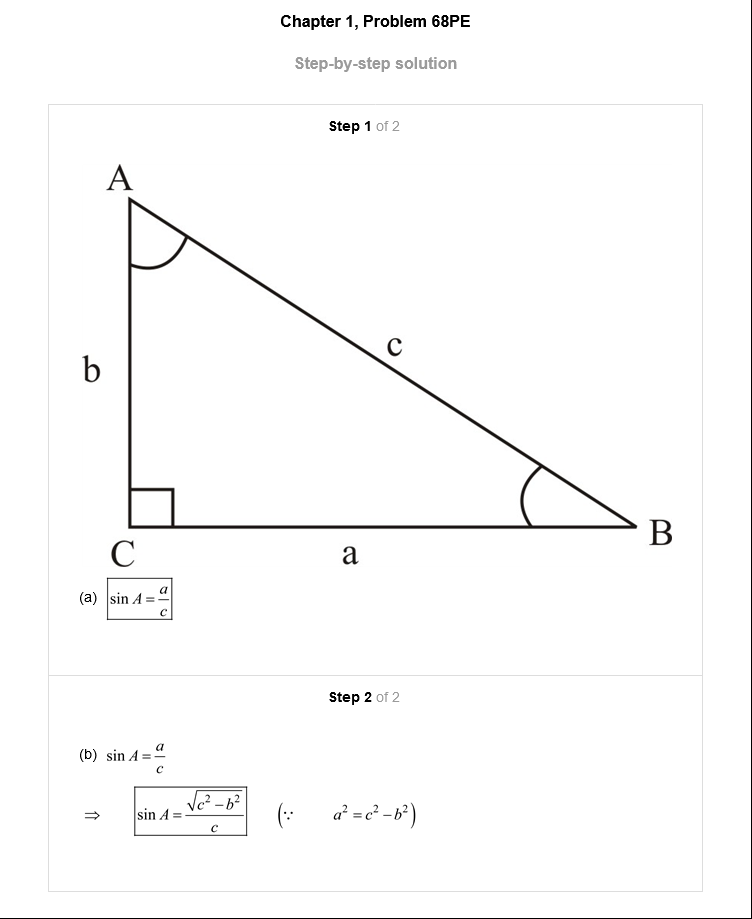 Chapter 1, Problem 68PE
Step-by-step solution
Step 1 of 2
A
c
b
C
a
B
(a) sin A = a/c
Step 2 of 2
(b) sin A = a/c
⇒ sin A = √(c² – b²)/c (∵ a² = c² – b²)